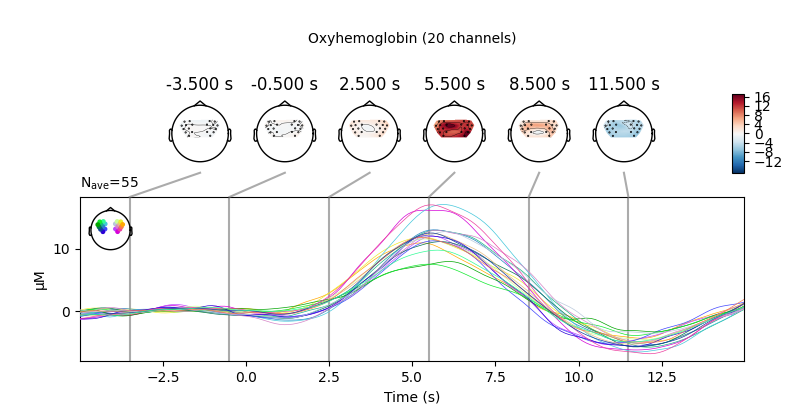 Oxyhemoglobin (20 channels)
-3.500 s -0.500 s 2.500 s 5.500 s 8.500 s 11.500 s
16
12
8
4
0
−4
−8
−12
Nave=55
10
0
µM
−2.5 0.0 2.5 5.0 7.5 10.0 12.5
Time (s)